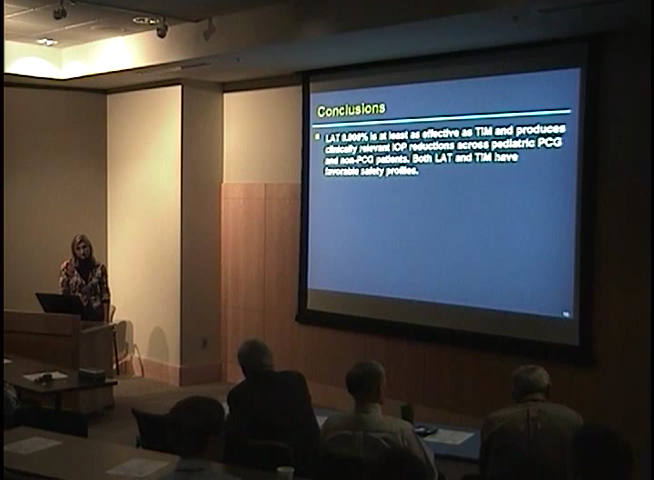 Conclusions
LAT 0.005% is at least as effective as TIM and produces
clinically relevant IOP reductions across pediatric PCG
and non-PCG patients. Both LAT and TIM have
favorable safety profiles.